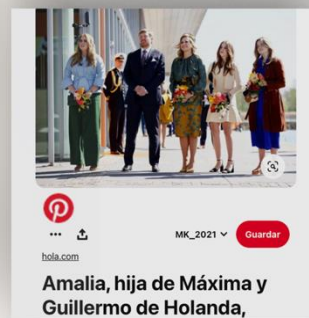 MK_2021
Guardar
hola.com
Amalia, hija de Máxima y
Guillermo de Holanda,